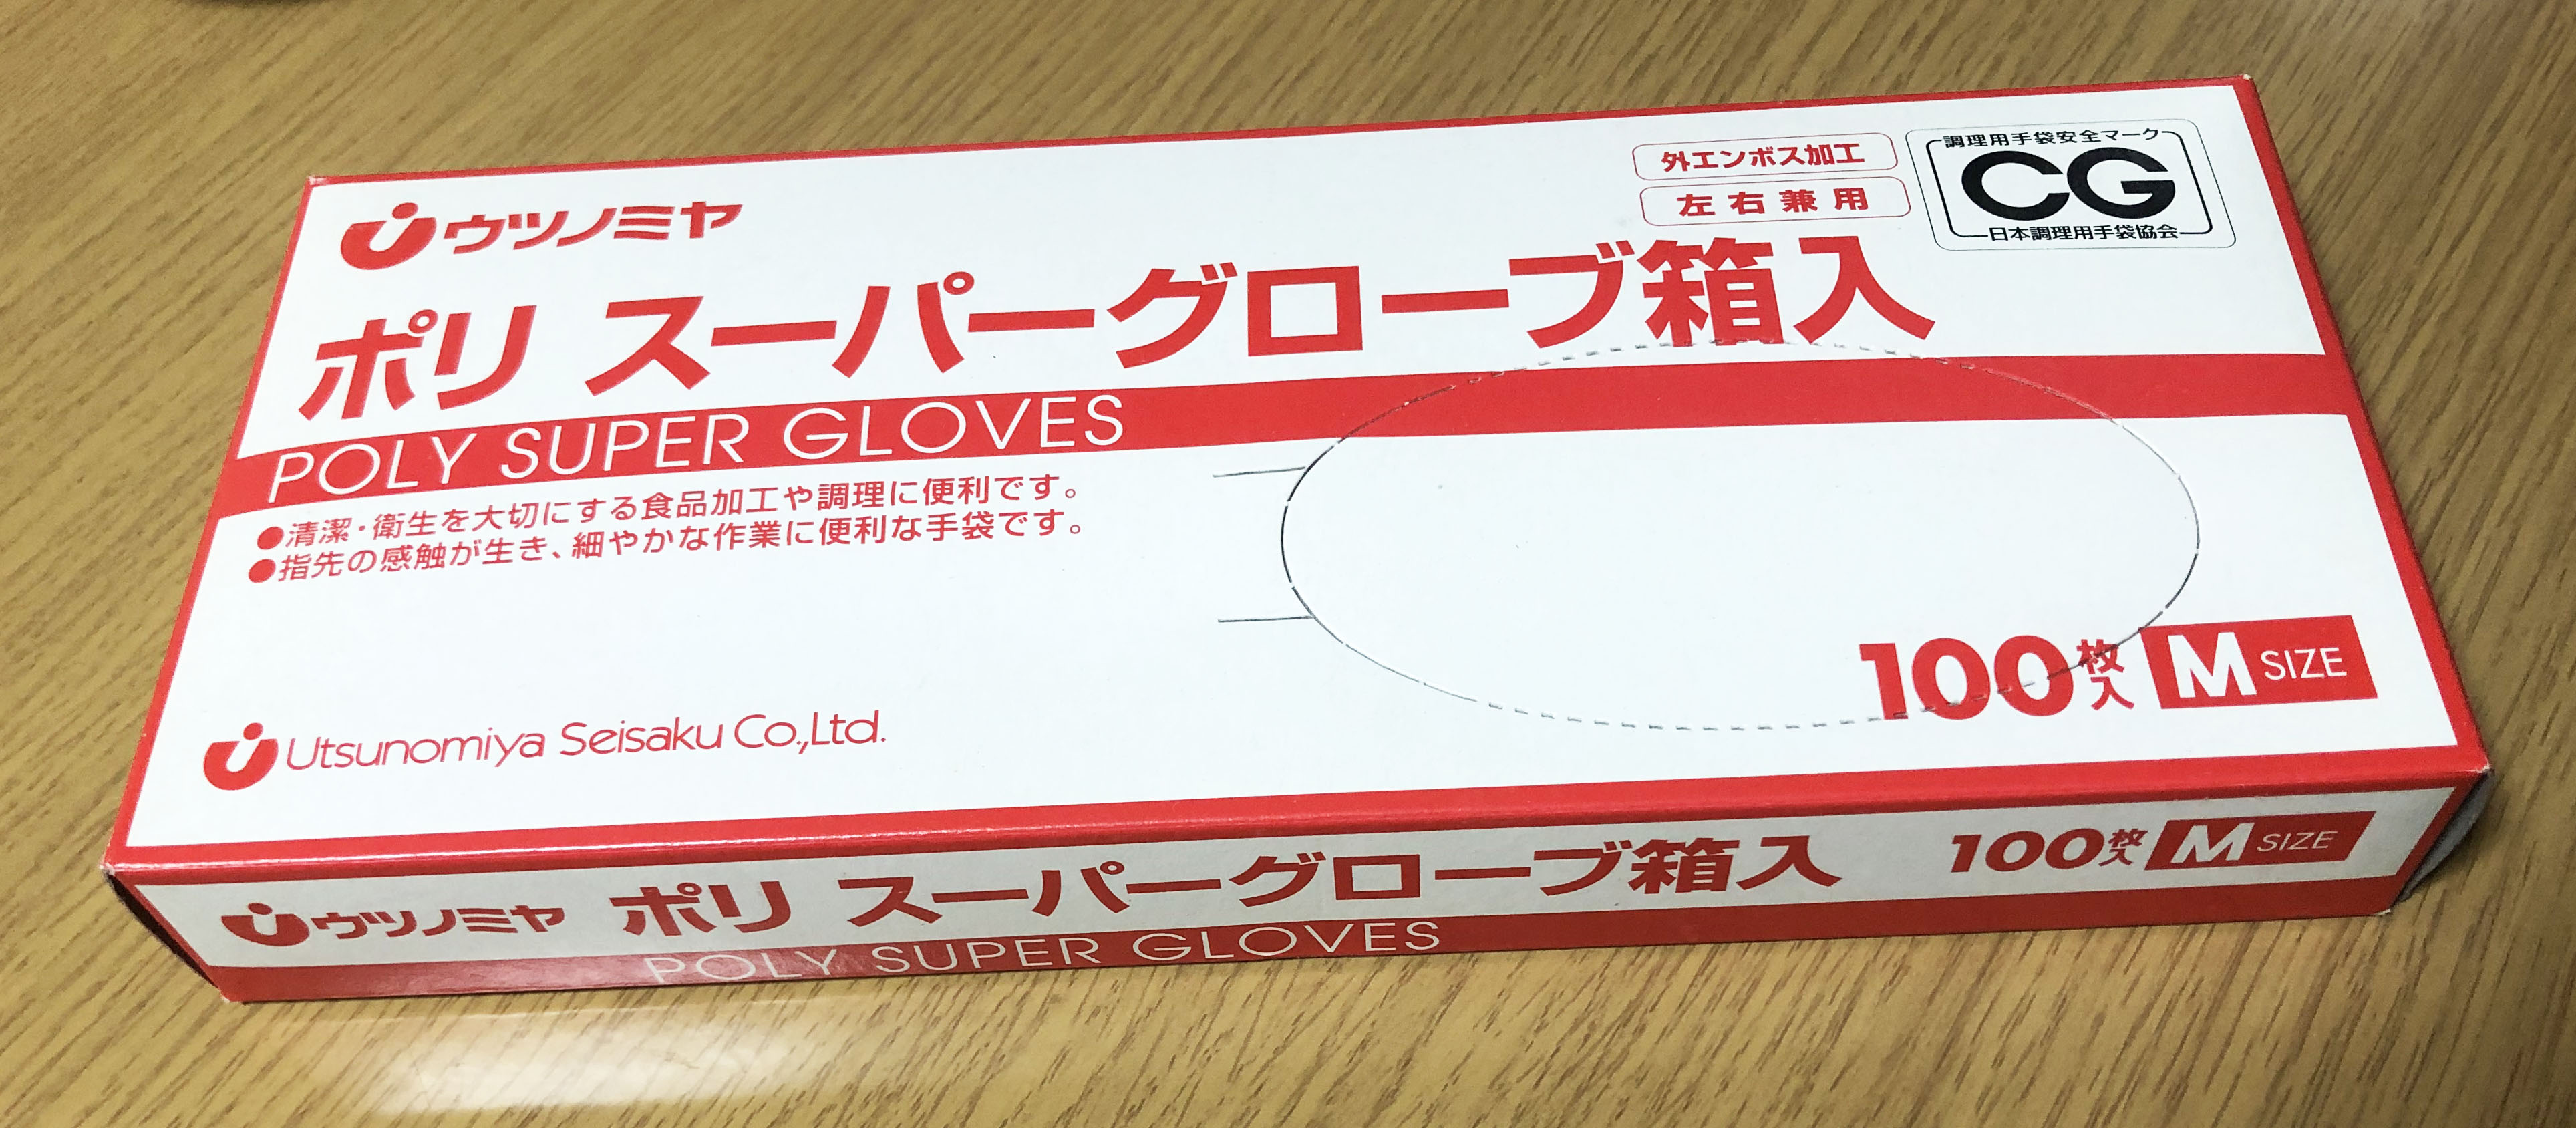 ウツノミヤ
外エンボス加工
左右兼用
調理用手袋安全マーク
CG
日本調理用手袋協会
ポリ スーパーグローブ箱入
POLY SUPER GLOVES
●清潔・衛生を大切にする食品加工や調理に便利です。
●指先の感触が生き、細やかな作業に便利な手袋です。
100枚入 M SIZE
Utsunomiya Seisaku Co.,Ltd.
ウツノミヤ ポリ スーパーグローブ箱入 100枚入 M SIZE
POLY SUPER GLOVES